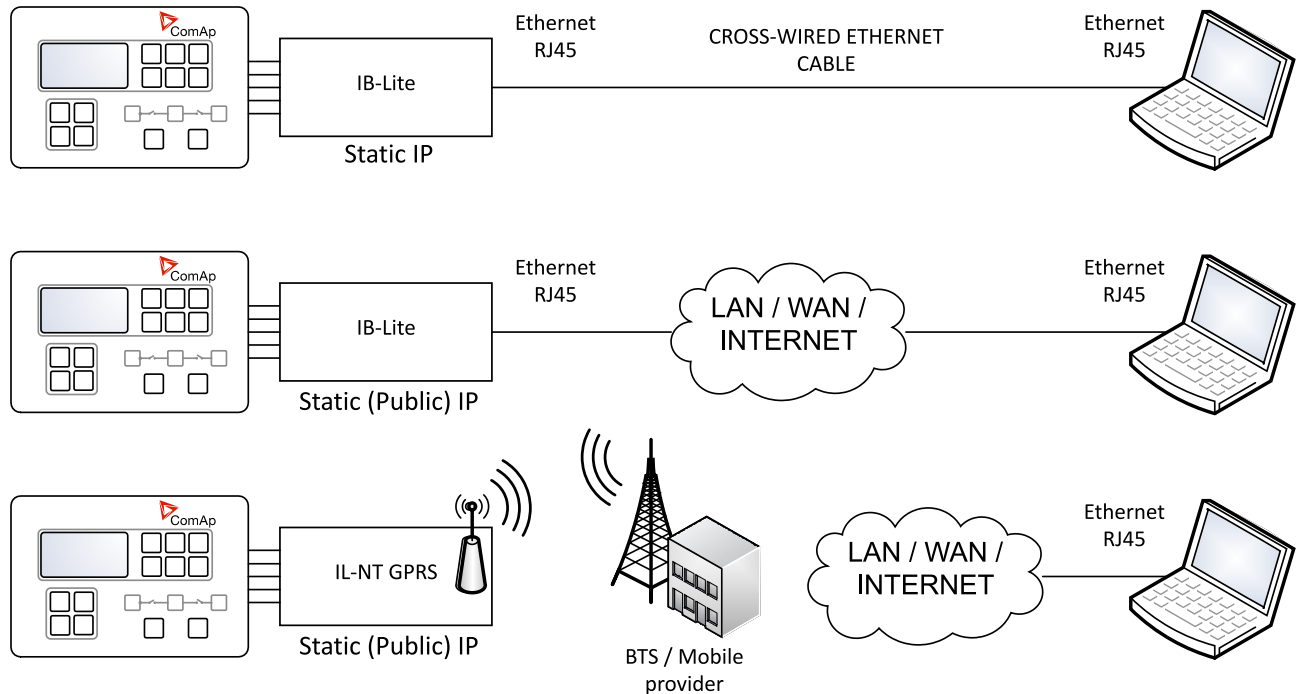 ComAp
IB-Lite
Static IP
Ethernet
RJ45
CROSS-WIRED ETHERNET
CABLE
Ethernet
RJ45
ComAp
IB-Lite
Static (Public) IP
Ethernet
RJ45
LAN / WAN /
INTERNET
Ethernet
RJ45
ComAp
IL-NT GPRS
Static (Public) IP
BTS / Mobile
provider
LAN / WAN /
INTERNET
Ethernet
RJ45